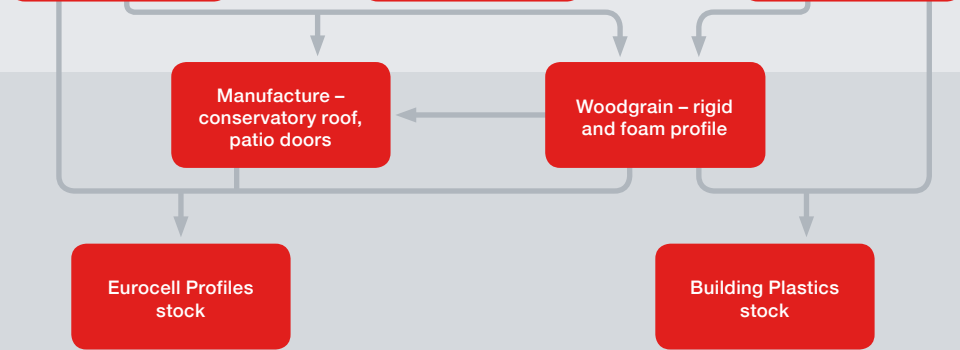 Manufacture –
conservatory roof,
patio doors
Woodgrain – rigid
and foam profile
Eurocell Profiles
stock
Building Plastics
stock